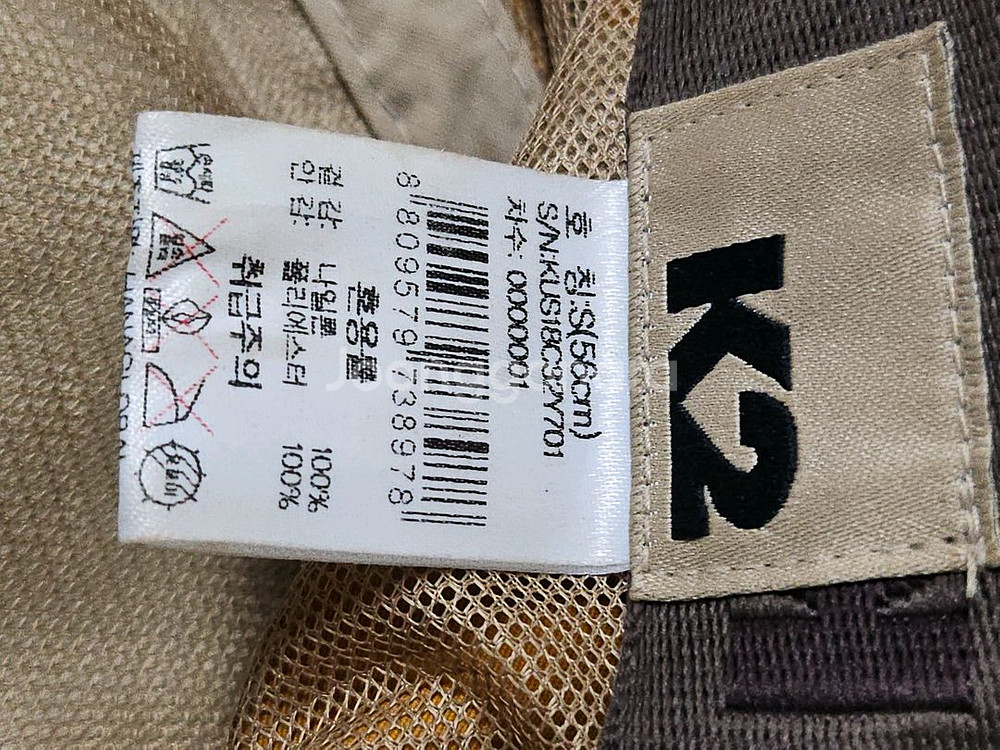 K2
호 칭:S(56cm)
S/N:KUS18C32Y701
차수: 0000001
8 809579 738978
혼용률
겉감: 나일론 100%
안감: 폴리에스터 100%
취급주의